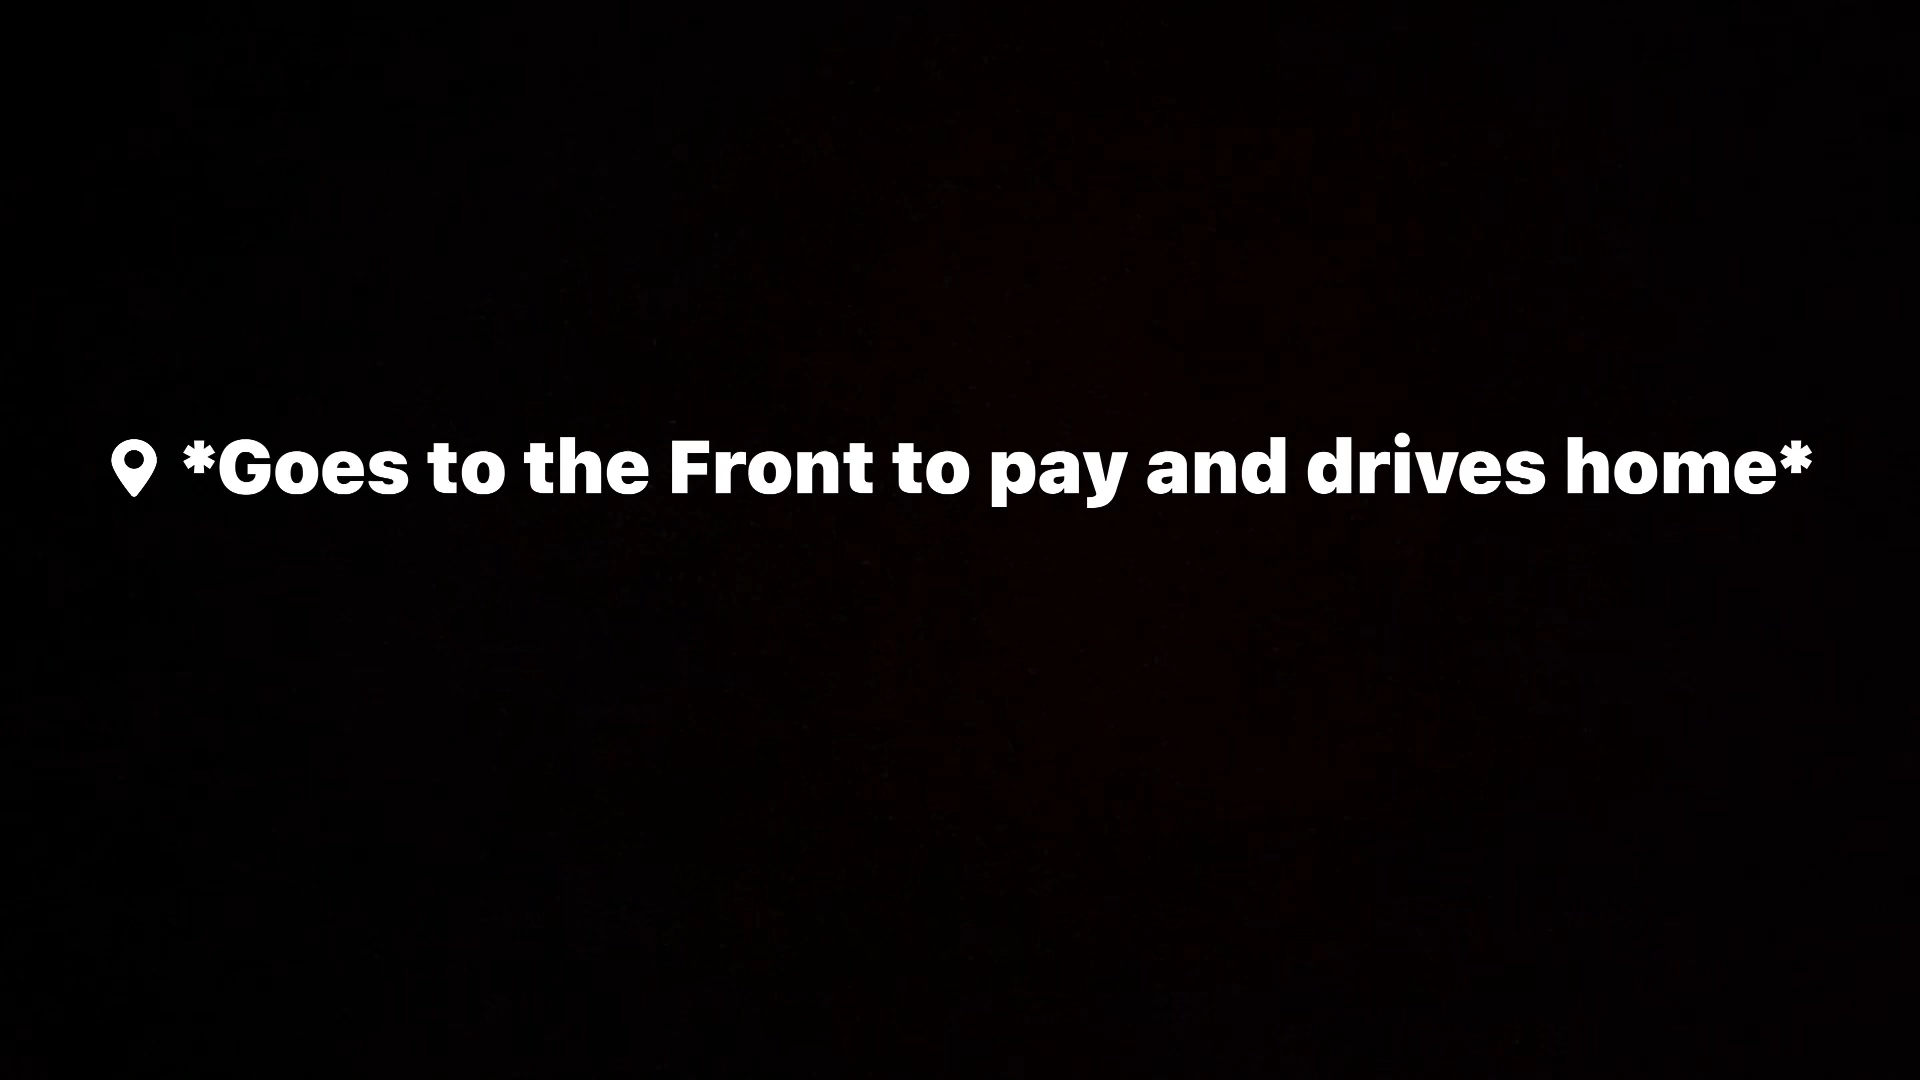 *Goes to the Front to pay and drives home*